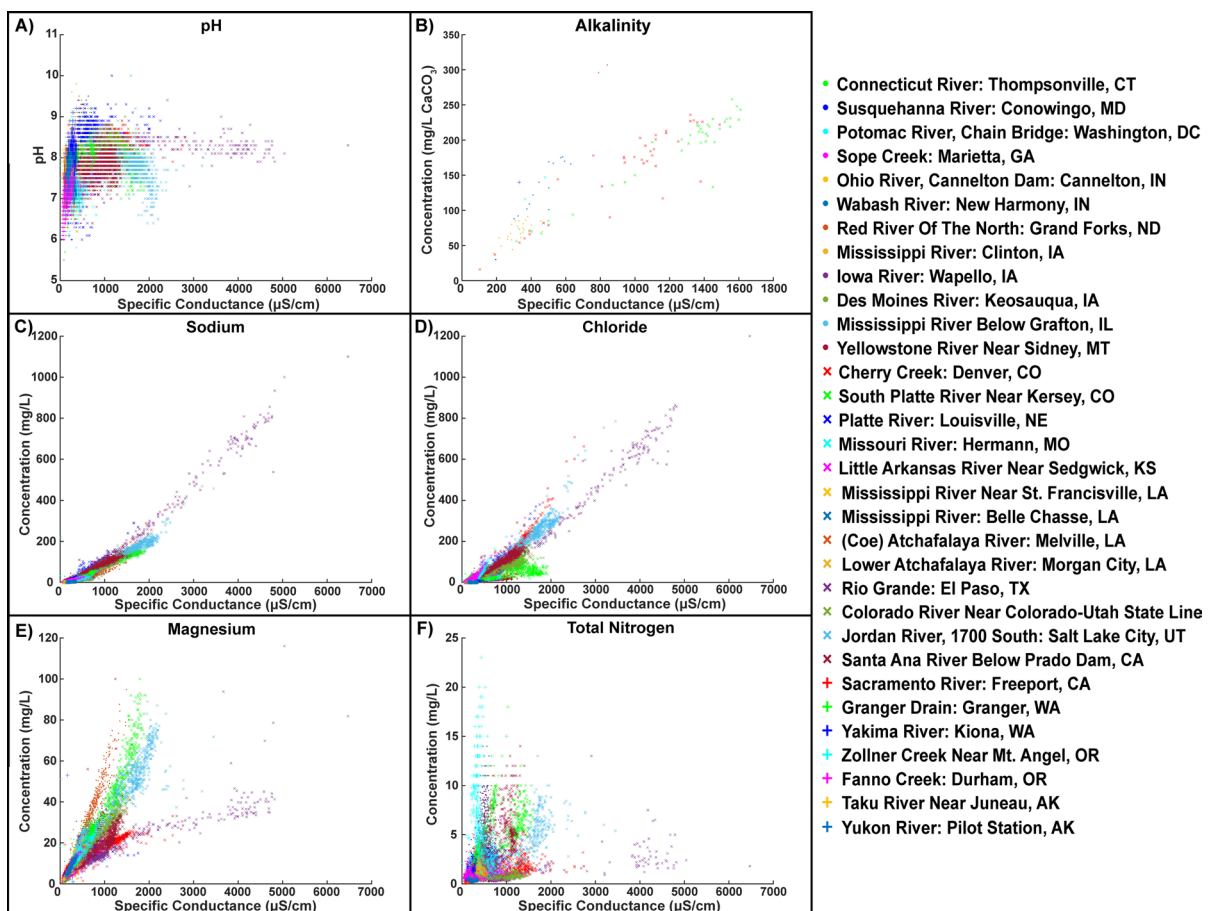 A) pH
11
10
9
8
7
6
5
pH
0 1000 2000 3000 4000 5000 6000 7000
Specific Conductance (µS/cm)
B) Alkalinity
350
300
250
200
150
100
50
0
Concentration (mg/L CaCO3)
0 200 400 600 800 1000 1200 1400 1600 1800
Specific Conductance (µS/cm)
C) Sodium
1200
1000
800
600
400
200
0
Concentration (mg/L)
0 1000 2000 3000 4000 5000 6000 7000
Specific Conductance (µS/cm)
D) Chloride
1200
1000
800
600
400
200
0
Concentration (mg/L)
0 1000 2000 3000 4000 5000 6000 7000
Specific Conductance (µS/cm)
E) Magnesium
120
100
80
60
40
20
0
Concentration (mg/L)
0 1000 2000 3000 4000 5000 6000 7000
Specific Conductance (µS/cm)
F) Total Nitrogen
25
20
15
10
5
0
Concentration (mg/L)
0 1000 2000 3000 4000 5000 6000 7000
Specific Conductance (µS/cm)
Connecticut River: Thompsonville, CT
Susquehanna River: Conowingo, MD
Potomac River, Chain Bridge: Washington, DC
Sope Creek: Marietta, GA
Ohio River, Cannelton Dam: Cannelton, IN
Wabash River: New Harmony, IN
Red River Of The North: Grand Forks, ND
Mississippi River: Clinton, IA
Iowa River: Wapello, IA
Des Moines River: Keosauqua, IA
Mississippi River Below Grafton, IL
Yellowstone River Near Sidney, MT
Cherry Creek: Denver, CO
South Platte River Near Kersey, CO
Platte River: Louisville, NE
Missouri River: Hermann, MO
Little Arkansas River Near Sedgwick, KS
Mississippi River Near St. Francisville, LA
Mississippi River: Belle Chasse, LA
(Coe) Atchafalaya River: Melville, LA
Lower Atchafalaya River: Morgan City, LA
Rio Grande: El Paso, TX
Colorado River Near Colorado-Utah State Line
Jordan River, 1700 South: Salt Lake City, UT
Santa Ana River Below Prado Dam, CA
Sacramento River: Freeport, CA
Granger Drain: Granger, WA
Yakima River: Kiona, WA
Zollner Creek Near Mt. Angel, OR
Fanno Creek: Durham, OR
Taku River Near Juneau, AK
Yukon River: Pilot Station, AK